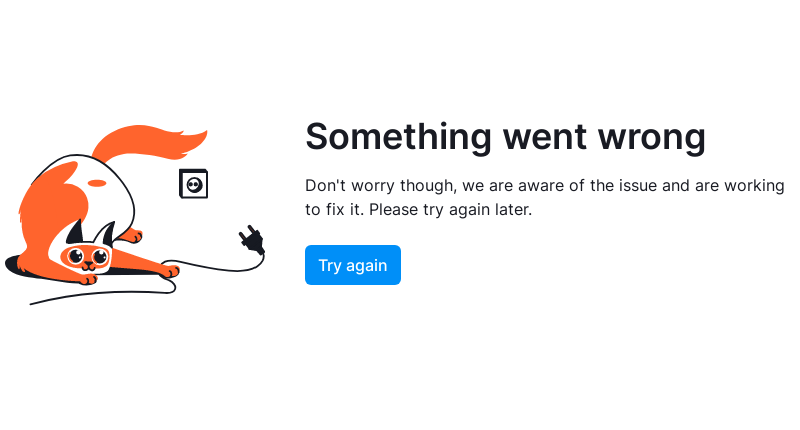 Something went wrong
Don't worry though, we are aware of the issue and are working
to fix it. Please try again later.
Try again